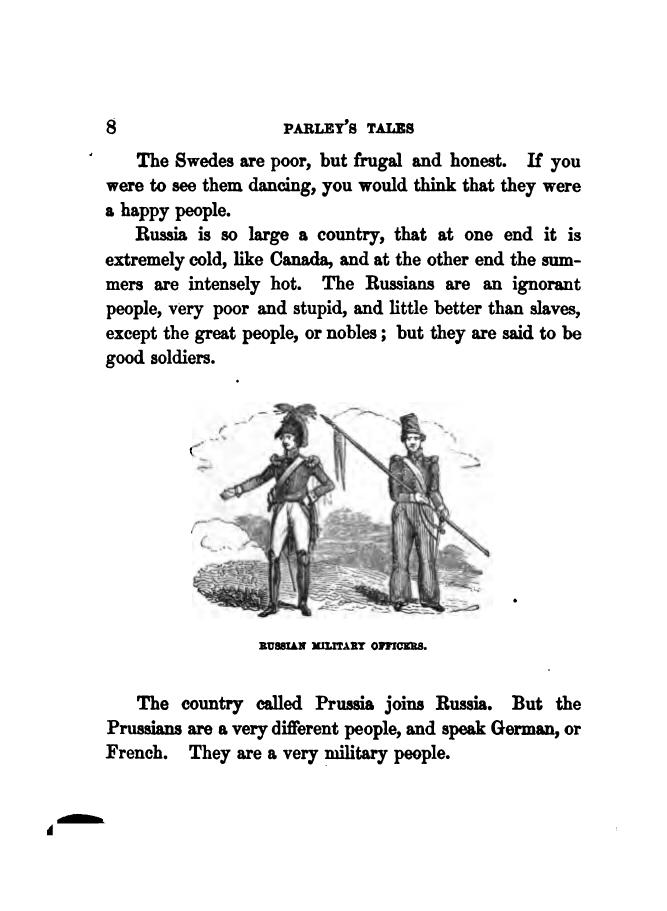 8
PARLEY'S TALES
The Swedes are poor, but frugal and honest. If you
were to see them dancing, you would think that they were
a happy people.
Russia is so large a country, that at one end it is
extremely cold, like Canada, and at the other end the sum-
mers are intensely hot. The Russians are an ignorant
people, very poor and stupid, and little better than slaves,
except the great people, or nobles; but they are said to be
good soldiers.
RUSSIAN MILITARY OFFICERS.
The country called Prussia joins Russia. But the
Prussians are a very different people, and speak German, or
French. They are a very military people.